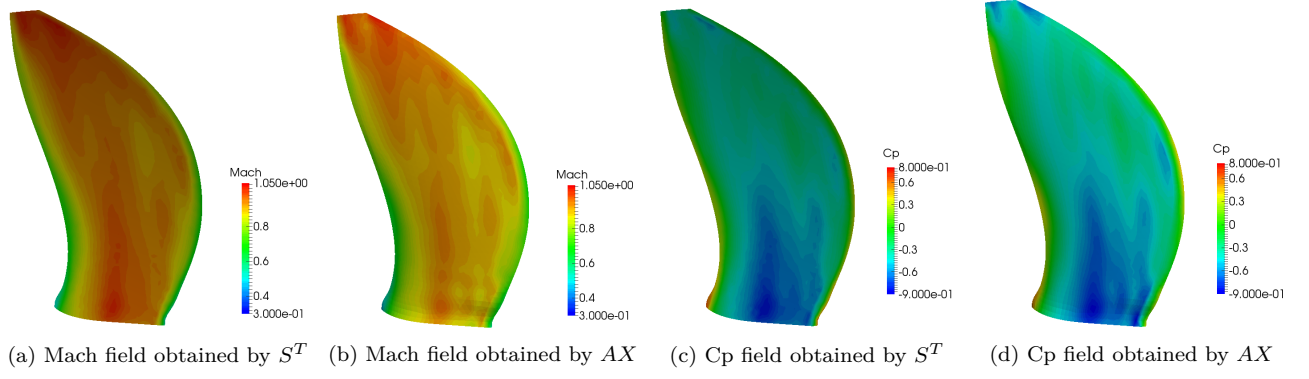 Mach
1.050e+00
0.8
0.6
0.4
3.000e-01
Mach
1.050e+00
0.8
0.6
0.4
3.000e-01
Cp
8.000e-01
0.6
0.3
0
-0.3
-0.6
-9.000e-01
Cp
8.000e-01
0.6
0.3
0
-0.3
-0.6
-9.000e-01
(a) Mach field obtained by S^T
(b) Mach field obtained by AX
(c) Cp field obtained by S^T
(d) Cp field obtained by AX